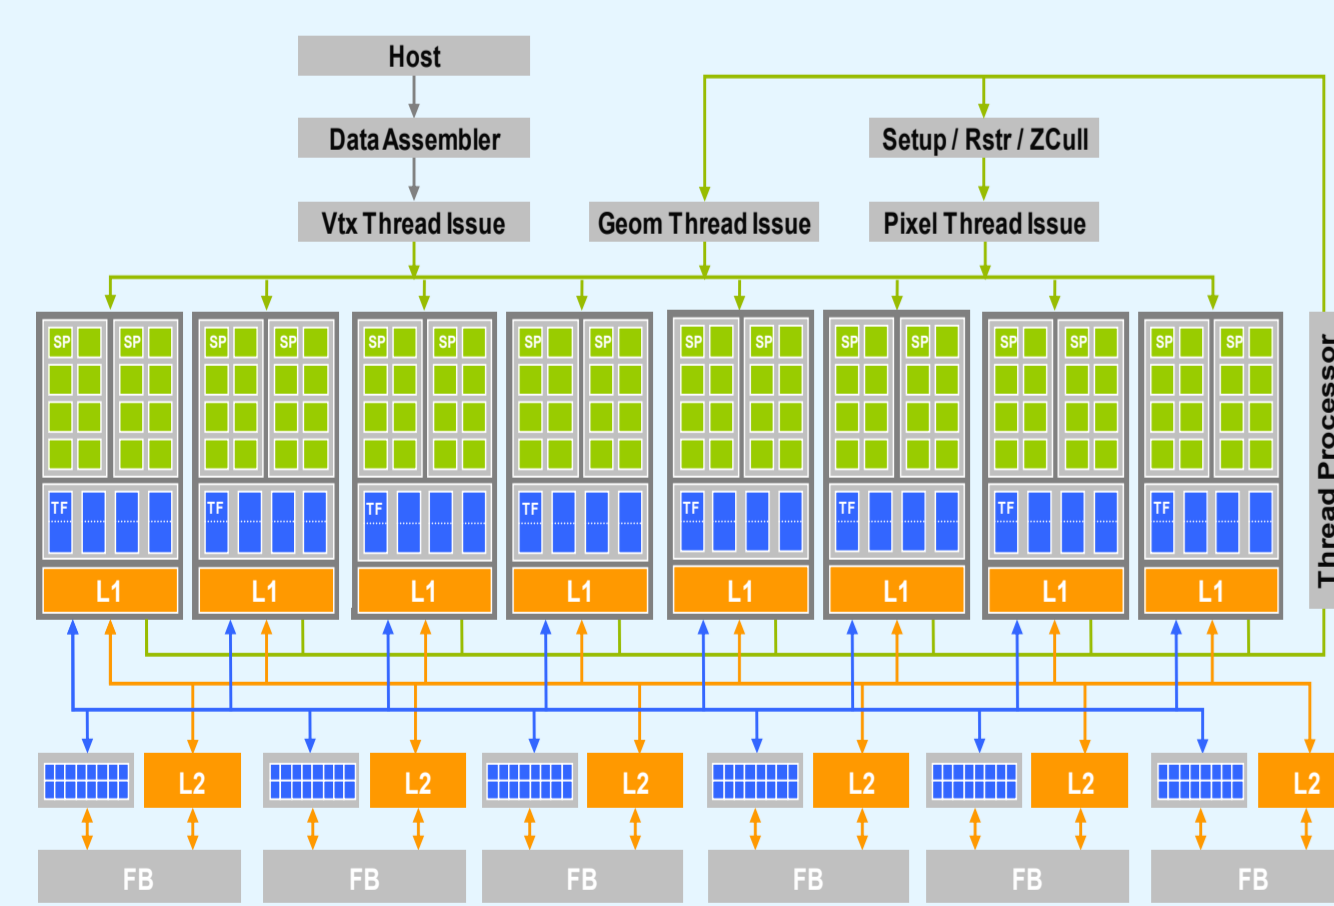 Host
Data Assembler
Setup / Rstr / ZCull
Vtx Thread Issue
Geom Thread Issue
Pixel Thread Issue
SP SP SP SP SP SP SP SP SP SP SP SP SP SP SP SP
TF TF TF TF TF TF TF TF
L1 L1 L1 L1 L1 L1 L1 L1
Thread Processor
L2 L2 L2 L2 L2 L2
FB FB FB FB FB FB